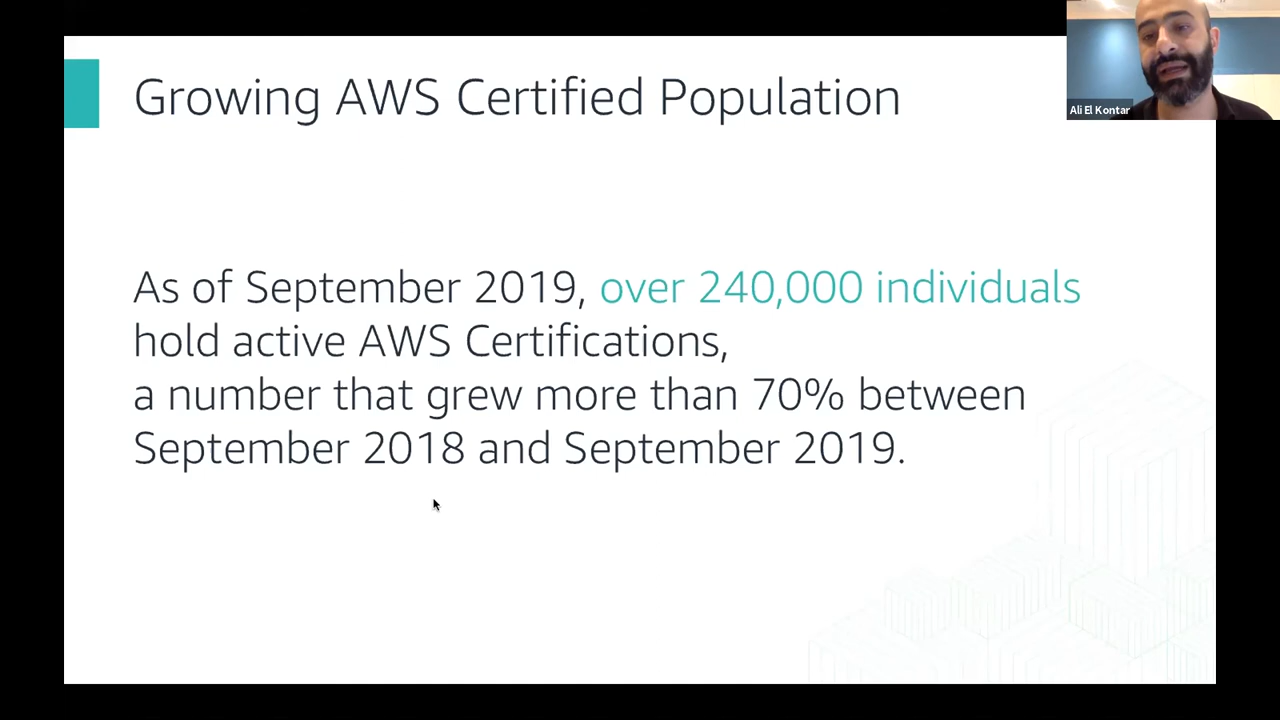 Growing AWS Certified Population
Ali El Kontar
As of September 2019, over 240,000 individuals
hold active AWS Certifications,
a number that grew more than 70% between
September 2018 and September 2019.